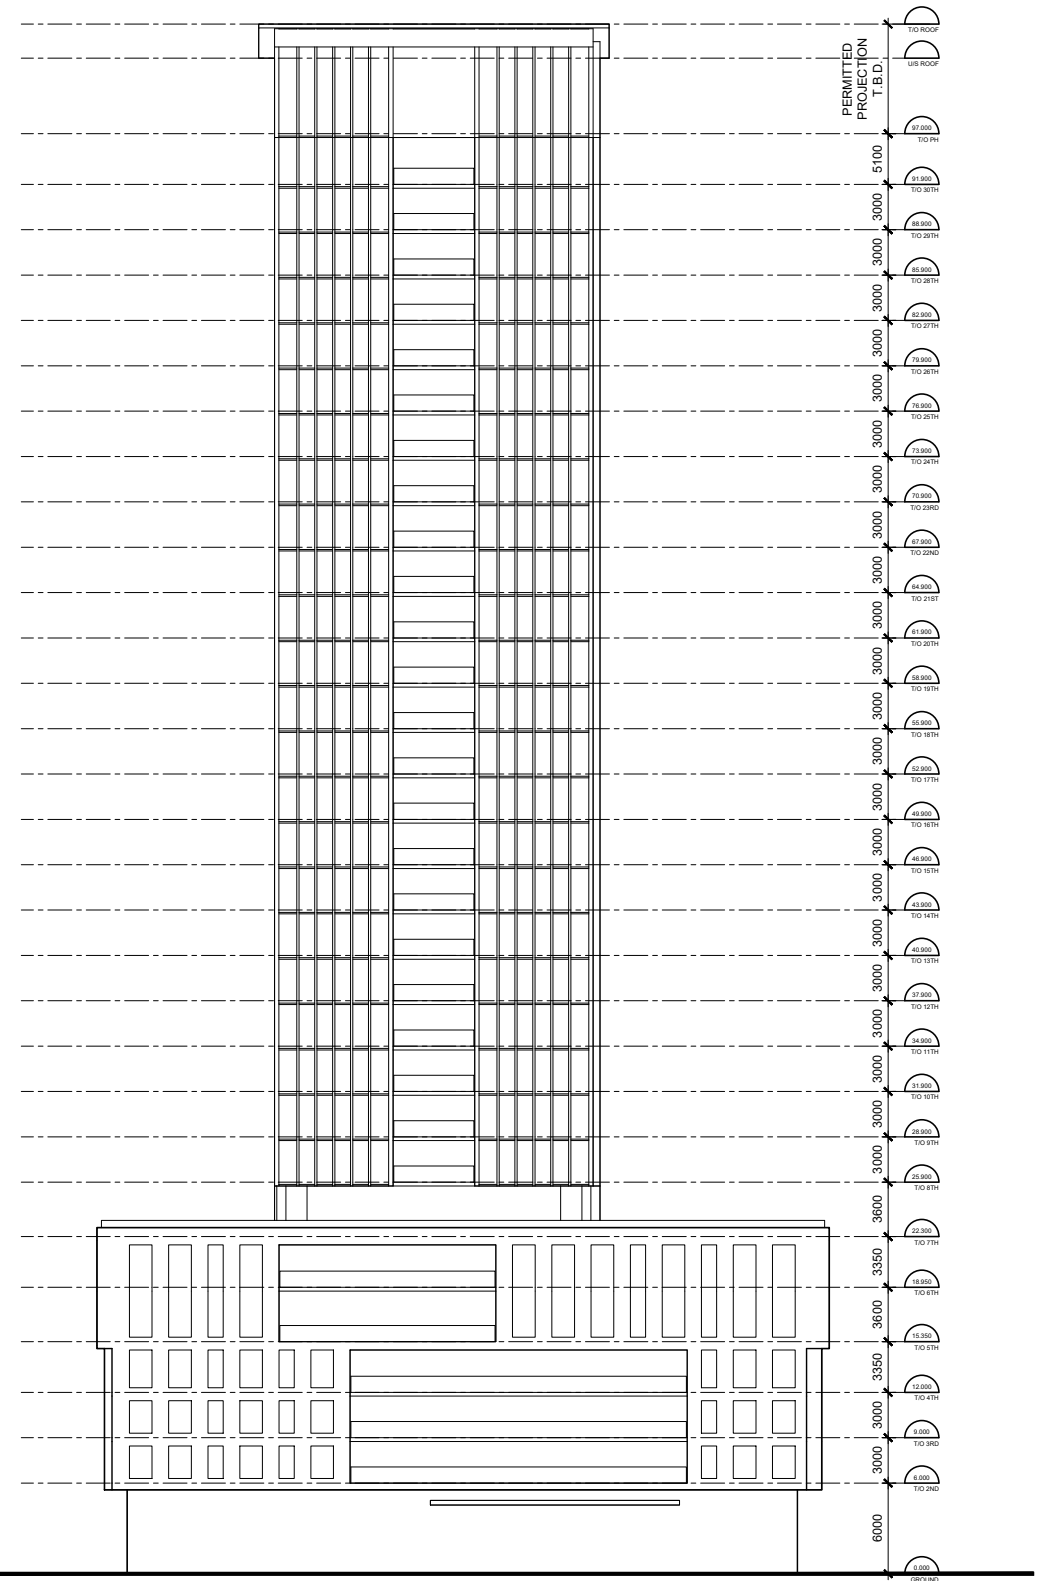 T/O ROOF
U/S ROOF
PERMITTED
PROJECTION
T.B.D.
97.000
T/O PH
5100
91.900
T/O 30TH
3000
88.900
T/O 29TH
3000
85.900
T/O 28TH
3000
82.900
T/O 27TH
3000
79.900
T/O 26TH
3000
76.900
T/O 25TH
3000
73.900
T/O 24TH
3000
70.900
T/O 23RD
3000
67.900
T/O 22ND
3000
64.900
T/O 21ST
3000
61.900
T/O 20TH
3000
58.900
T/O 19TH
3000
55.900
T/O 18TH
3000
52.900
T/O 17TH
3000
49.900
T/O 16TH
3000
46.900
T/O 15TH
3000
43.900
T/O 14TH
3000
40.900
T/O 13TH
3000
37.900
T/O 12TH
3000
34.900
T/O 11TH
3000
31.900
T/O 10TH
3000
28.900
T/O 9TH
3000
25.900
T/O 8TH
3600
22.300
T/O 7TH
3350
18.950
T/O 6TH
3600
15.350
T/O 5TH
3350
12.000
T/O 4TH
3000
9.000
T/O 3RD
3000
6.000
T/O 2ND
6000
0.000
GROUND